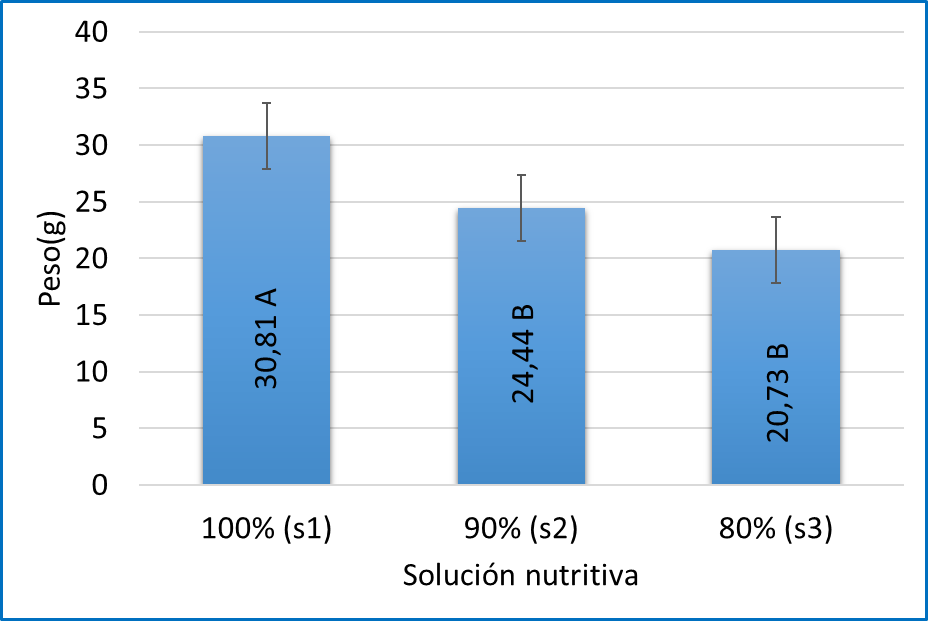 40
35
30
25
20
15
10
5
0
Peso(g)
30,81 A
24,44 B
20,73 B
100% (s1)
90% (s2)
80% (s3)
Solución nutritiva